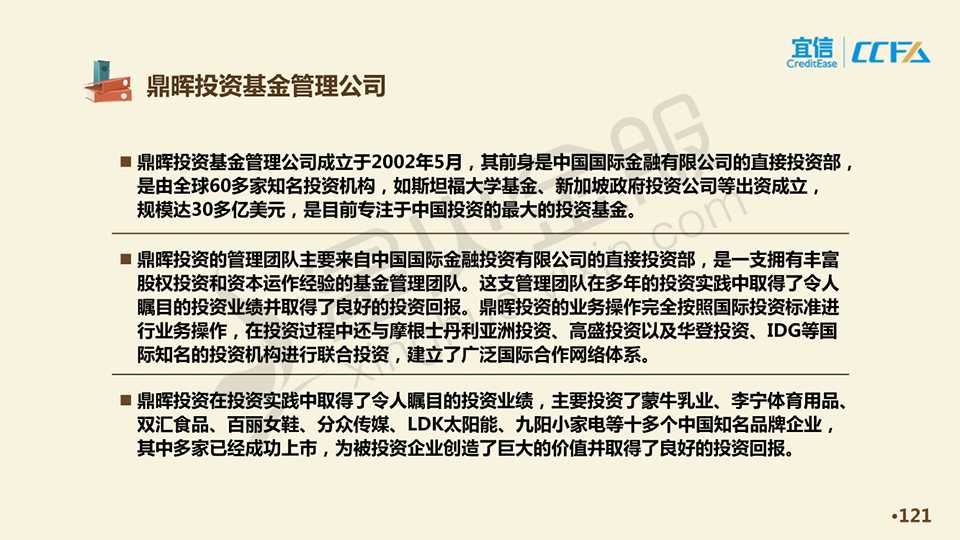 宜信
CreditEase
CCFA
鼎晖投资基金管理公司
■ 鼎晖投资基金管理公司成立于2002年5月，其前身是中国国际金融有限公司的直接投资部，
是由全球60多家知名投资机构，如斯坦福大学基金、新加坡政府投资公司等出资成立，
规模达30多亿美元，是目前专注于中国投资的最大的投资基金。
■ 鼎晖投资的管理团队主要来自中国国际金融投资有限公司的直接投资部，是一支拥有丰富
股权投资和资本运作经验的基金管理团队。这支管理团队在多年的投资实践中取得了令人
瞩目的投资业绩并取得了良好的投资回报。鼎晖投资的业务操作完全按照国际投资标准进
行业务操作，在投资过程中还与摩根士丹利亚洲投资、高盛投资以及华登投资、IDG等国
际知名的投资机构进行联合投资，建立了广泛国际合作网络体系。
■ 鼎晖投资在投资实践中取得了令人瞩目的投资业绩，主要投资了蒙牛乳业、李宁体育用品、
双汇食品、百丽女鞋、分众传媒、LDK太阳能、九阳小家电等十多个中国知名品牌企业，
其中多家已经成功上市，为被投资企业创造了巨大的价值并取得了良好的投资回报。
•121